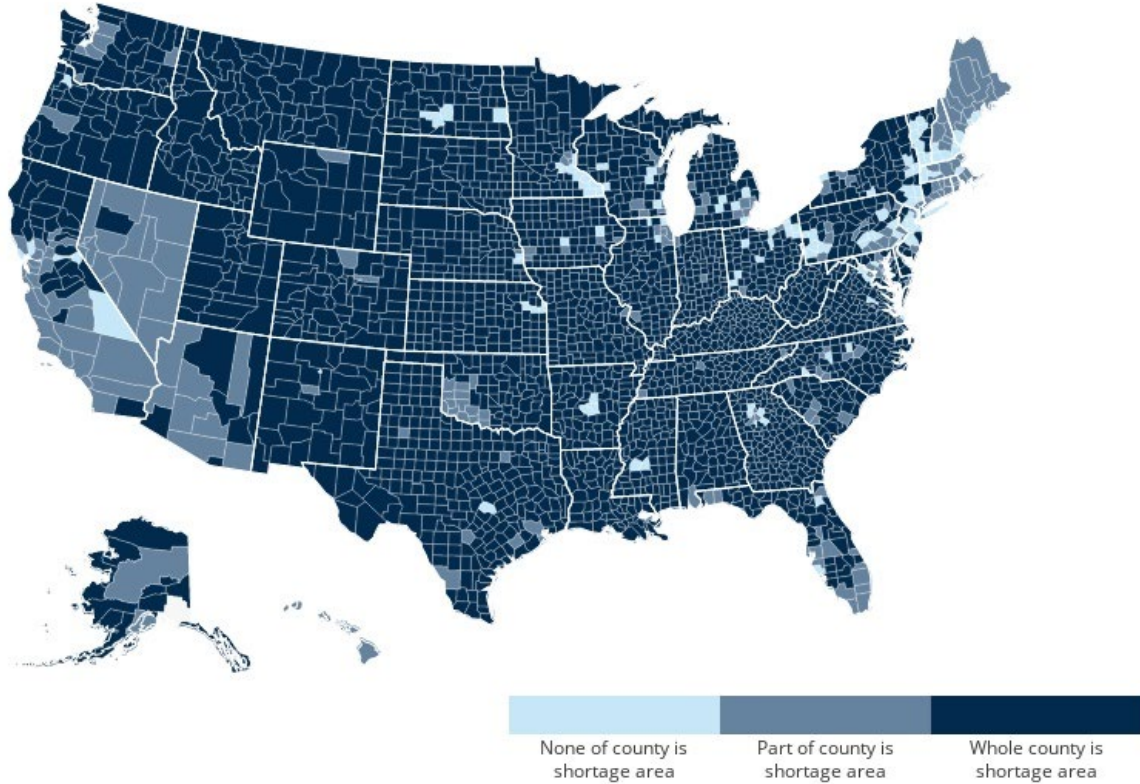 None of county is
shortage area
Part of county is
shortage area
Whole county is
shortage area